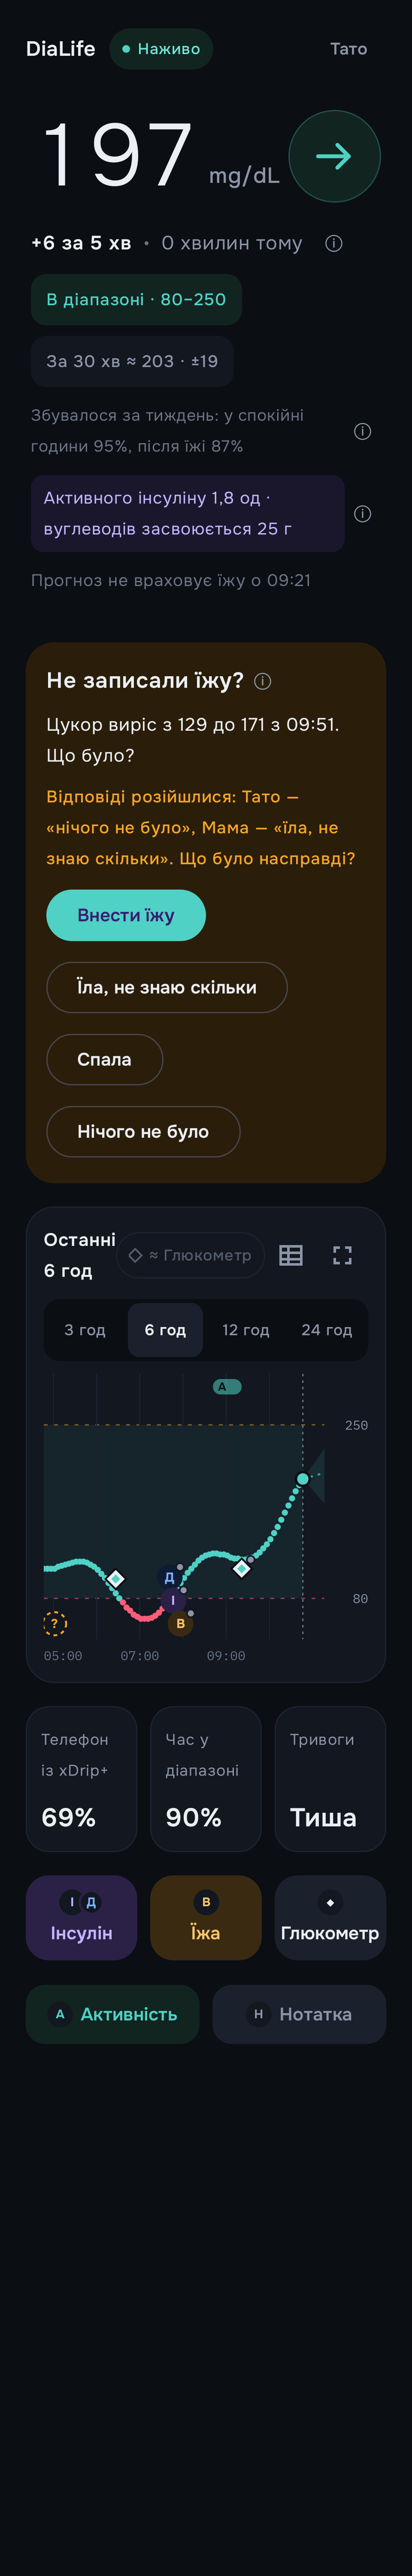 DiaLife
Наживо
Тато
197 mg/dL
+6 за 5 хв • 0 хвилин тому
В діапазоні · 80–250
За 30 хв ≈ 203 · ±19
Збувалося за тиждень: у спокійні
години 95%, після їжі 87%
Активного інсуліну 1,8 од ·
вуглеводів засвоюється 25 г
Прогноз не враховує їжу о 09:21
Не записали їжу?
Цукор виріс з 129 до 171 з 09:51.
Що було?
Відповіді розійшлися: Тато —
«нічого не було», Мама — «їла, не
знаю скільки». Що було насправді?
Внести їжу
Їла, не знаю скільки
Спала
Нічого не було
Останні
6 год
≈ Глюкометр
3 год 6 год 12 год 24 год
А
250
Д
І
80
?
В
05:00 07:00 09:00
Телефон
із xDrip+
69%
Час у
діапазоні
90%
Тривоги
Тиша
І Д
Інсулін
В
Їжа
Глюкометр
А Активність
Н Нотатка